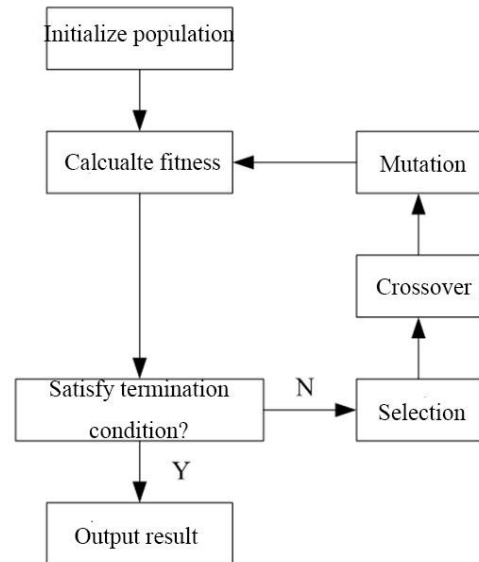 Initialize population
Calcualte fitness
Mutation
Crossover
Satisfy termination
condition?
N
Selection
Y
Output result